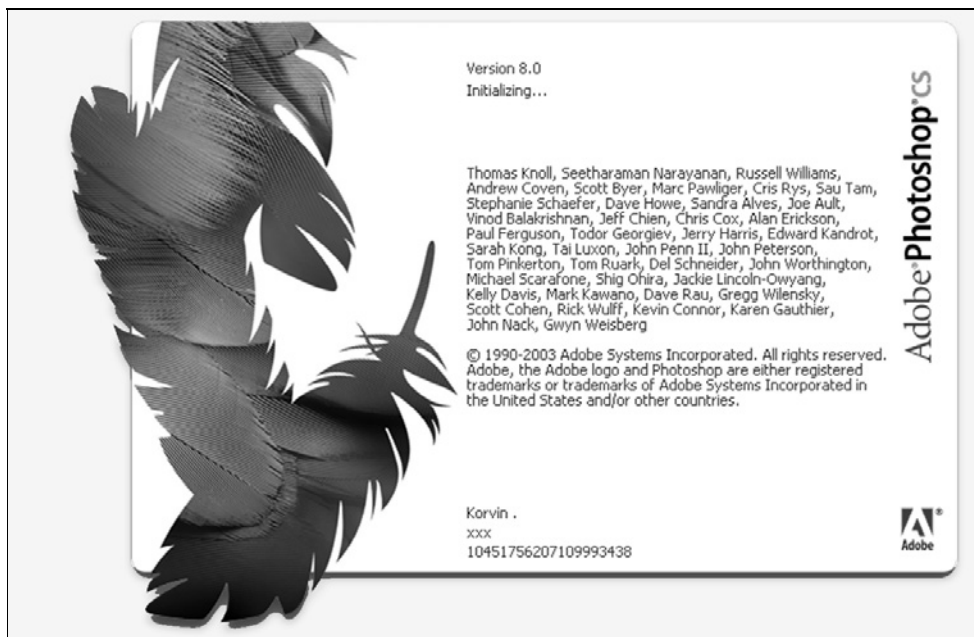 Version 8.0
Initializing...
Thomas Knoll, Seetharaman Narayanan, Russell Williams,
Andrew Coven, Scott Byer, Marc Pawliger, Cris Rys, Sau Tam,
Stephanie Schaefer, Dave Howe, Sandra Alves, Joe Ault,
Vinod Balakrishnan, Jeff Chien, Chris Cox, Alan Erickson,
Paul Ferguson, Todor Georgiev, Jerry Harris, Edward Kandrot,
Sarah Kong, Tai Luxon, John Penn II, John Peterson,
Tom Pinkerton, Tom Ruark, Del Schneider, John Worthington,
Michael Scarafone, Shig Ohira, Jackie Lincoln-Owyang,
Kelly Davis, Mark Kawano, Dave Rau, Gregg Wilensky,
Scott Cohen, Rick Wulff, Kevin Connor, Karen Gauthier,
John Nack, Gwyn Weisberg
© 1990-2003 Adobe Systems Incorporated. All rights reserved.
Adobe, the Adobe logo and Photoshop are either registered
trademarks or trademarks of Adobe Systems Incorporated in
the United States and/or other countries.
Korvin .
xxx
10451756207109993438
Adobe® Photoshop® CS
®
Adobe